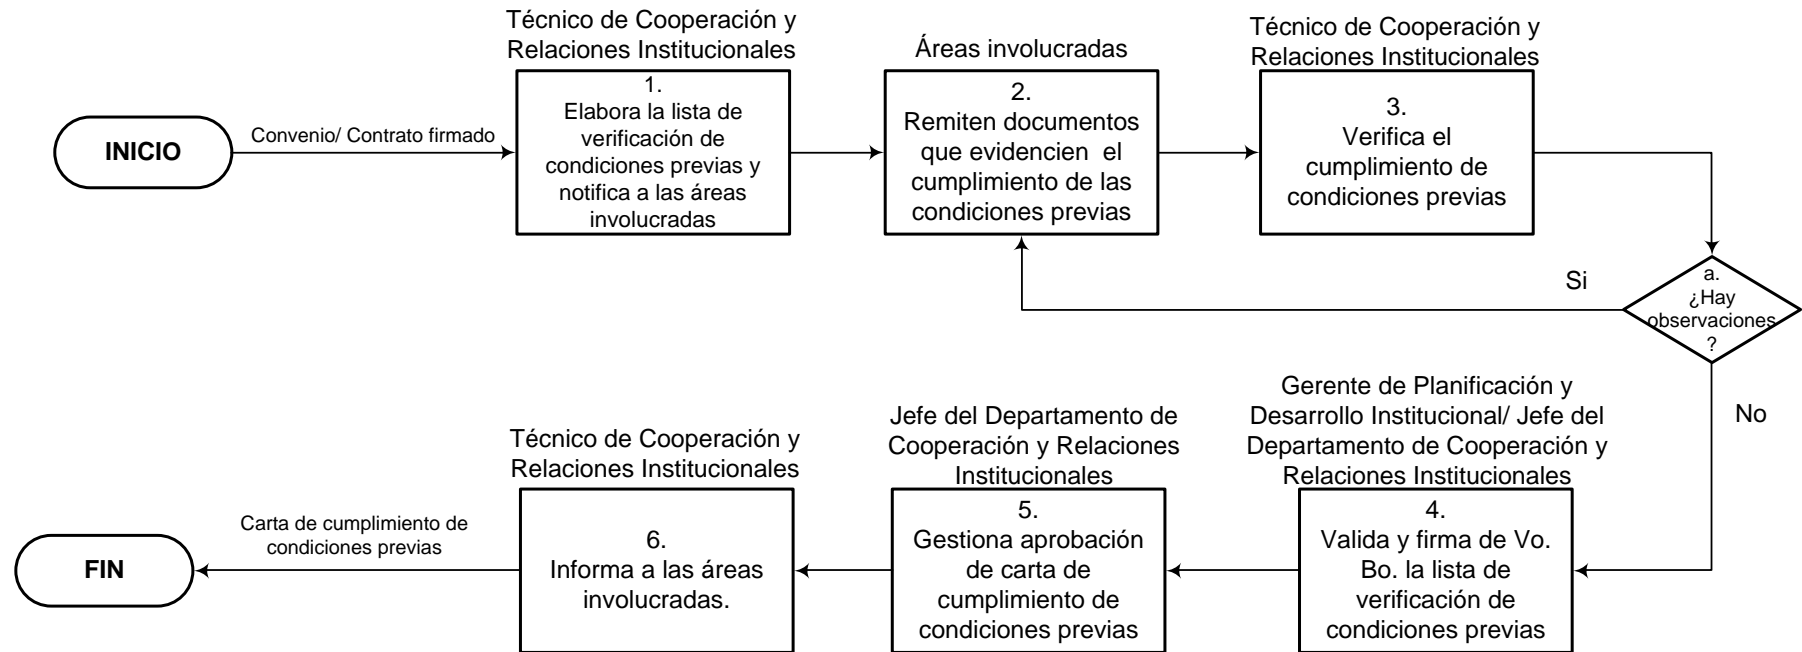 INICIO
Convenio/ Contrato firmado
Técnico de Cooperación y
Relaciones Institucionales
1.
Elabora la lista de
verificación de
condiciones previas y
notifica a las áreas
involucradas
Áreas involucradas
2.
Remiten documentos
que evidencien el
cumplimiento de las
condiciones previas
Técnico de Cooperación y
Relaciones Institucionales
3.
Verifica el
cumplimiento de
condiciones previas
a.
¿Hay
observaciones
?
Si
No
Gerente de Planificación y
Desarrollo Institucional/ Jefe del
Departamento de Cooperación y
Relaciones Institucionales
4.
Valida y firma de Vo.
Bo. la lista de
verificación de
condiciones previas
Jefe del Departamento de
Cooperación y Relaciones
Institucionales
5.
Gestiona aprobación
de carta de
cumplimiento de
condiciones previas
Técnico de Cooperación y
Relaciones Institucionales
6.
Informa a las áreas
involucradas.
Carta de cumplimiento de
condiciones previas
FIN